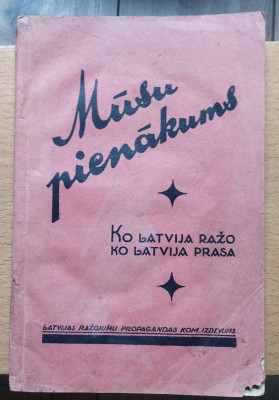 Mūsu
pienākums
KO LATVIJA RAŽO
KO LATVIJA PRASA
LATVIJAS RAŽOJUMU PROPAGANDAS KOM. IZDEVUMS